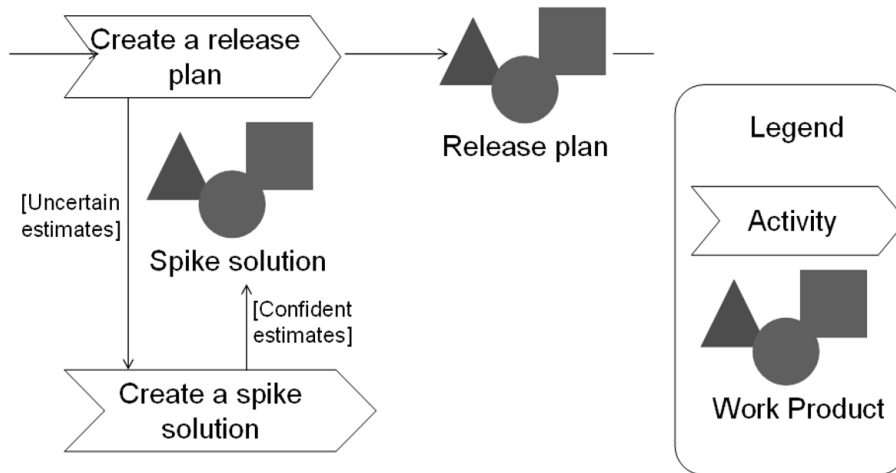 Create a release
plan
Release plan
[Uncertain
estimates]
Spike solution
[Confident
estimates]
Create a spike
solution
Legend
Activity
Work Product